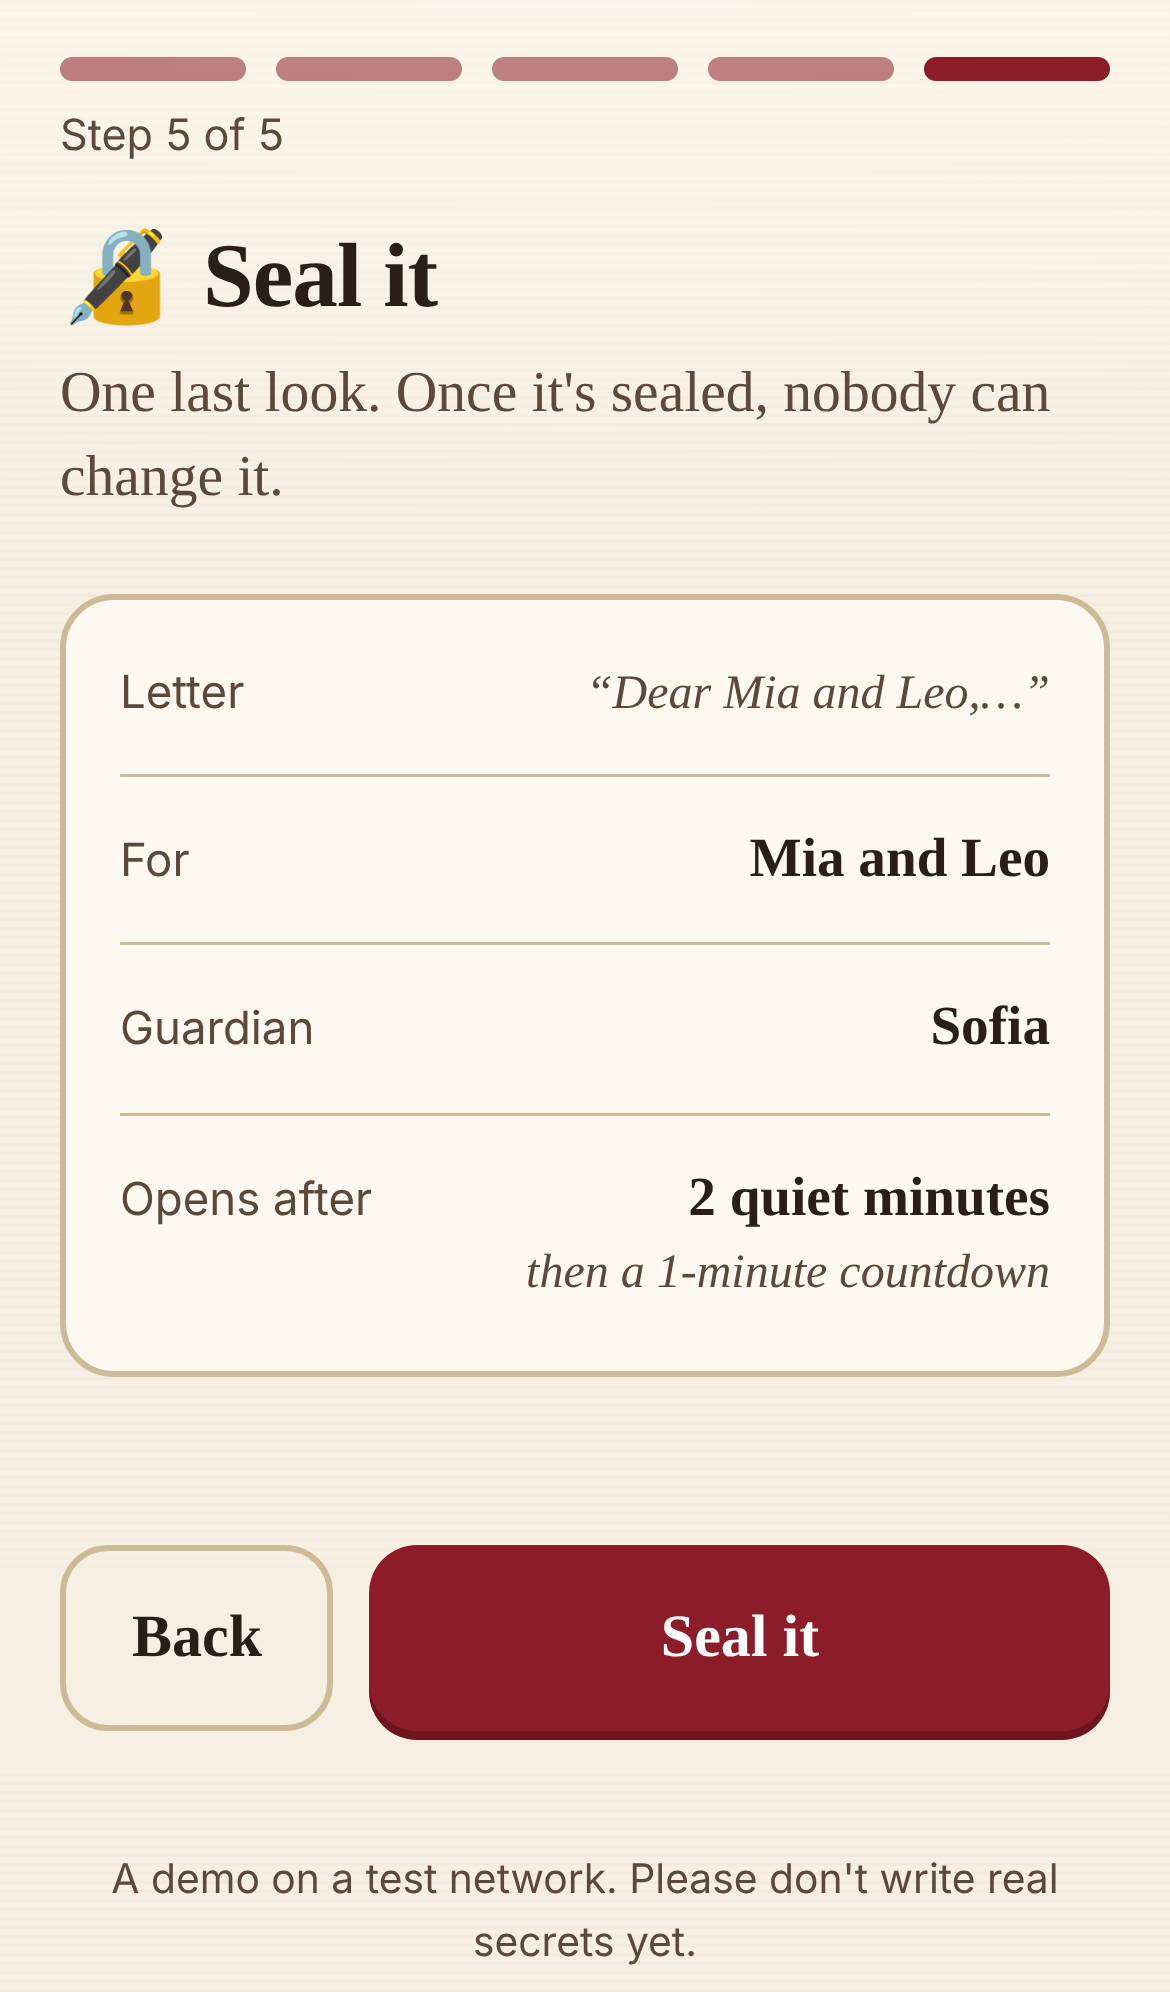 Step 5 of 5
Seal it
One last look. Once it's sealed, nobody can
change it.
Letter “Dear Mia and Leo,…”
For Mia and Leo
Guardian Sofia
Opens after 2 quiet minutes
then a 1-minute countdown
Back Seal it
A demo on a test network. Please don't write real
secrets yet.